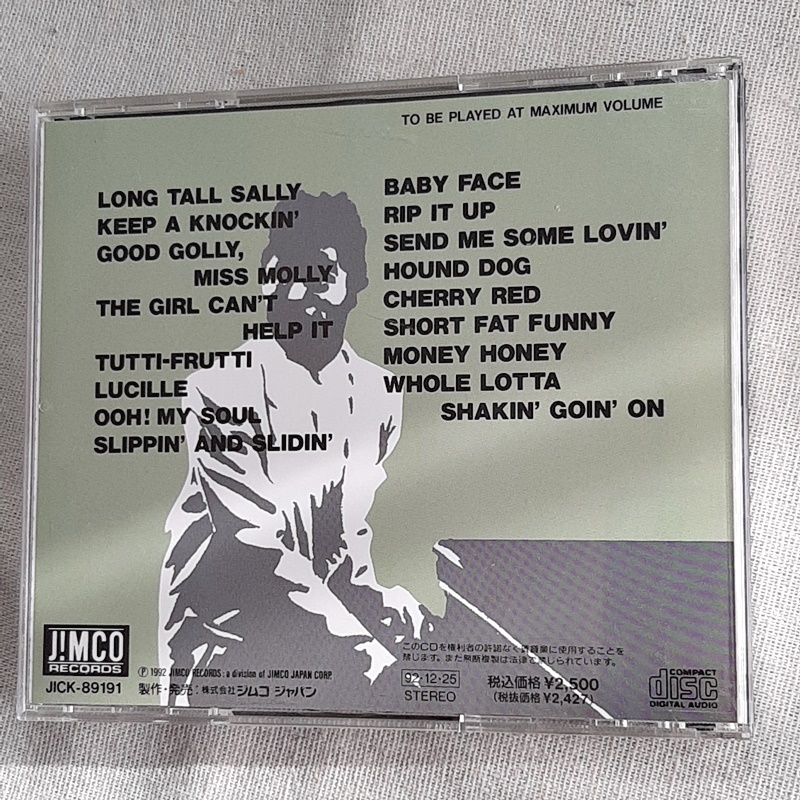 TO BE PLAYED AT MAXIMUM VOLUME
LONG TALL SALLY
KEEP A KNOCKIN'
GOOD GOLLY,
MISS MOLLY
THE GIRL CAN'T
HELP IT
TUTTI-FRUTTI
LUCILLE
OOH! MY SOUL
SLIPPIN' AND SLIDIN'
BABY FACE
RIP IT UP
SEND ME SOME LOVIN'
HOUND DOG
CHERRY RED
SHORT FAT FUNNY
MONEY HONEY
WHOLE LOTTA
SHAKIN' GOIN' ON
J!MCO
RECORDS
JICK-89191
Ⓟ 1992 JIMCO RECORDS: a division of JIMCO JAPAN CORP.
製作・発売:株式会社ジムコ ジャパン
このCDを権利者の許諾なく賃貸業に使用することを
禁じます。また無断複製は法律で禁じられています。
92・12・25
STEREO
税込価格 ¥2,500
(税抜価格 ¥2,427)
COMPACT
disc
DIGITAL AUDIO